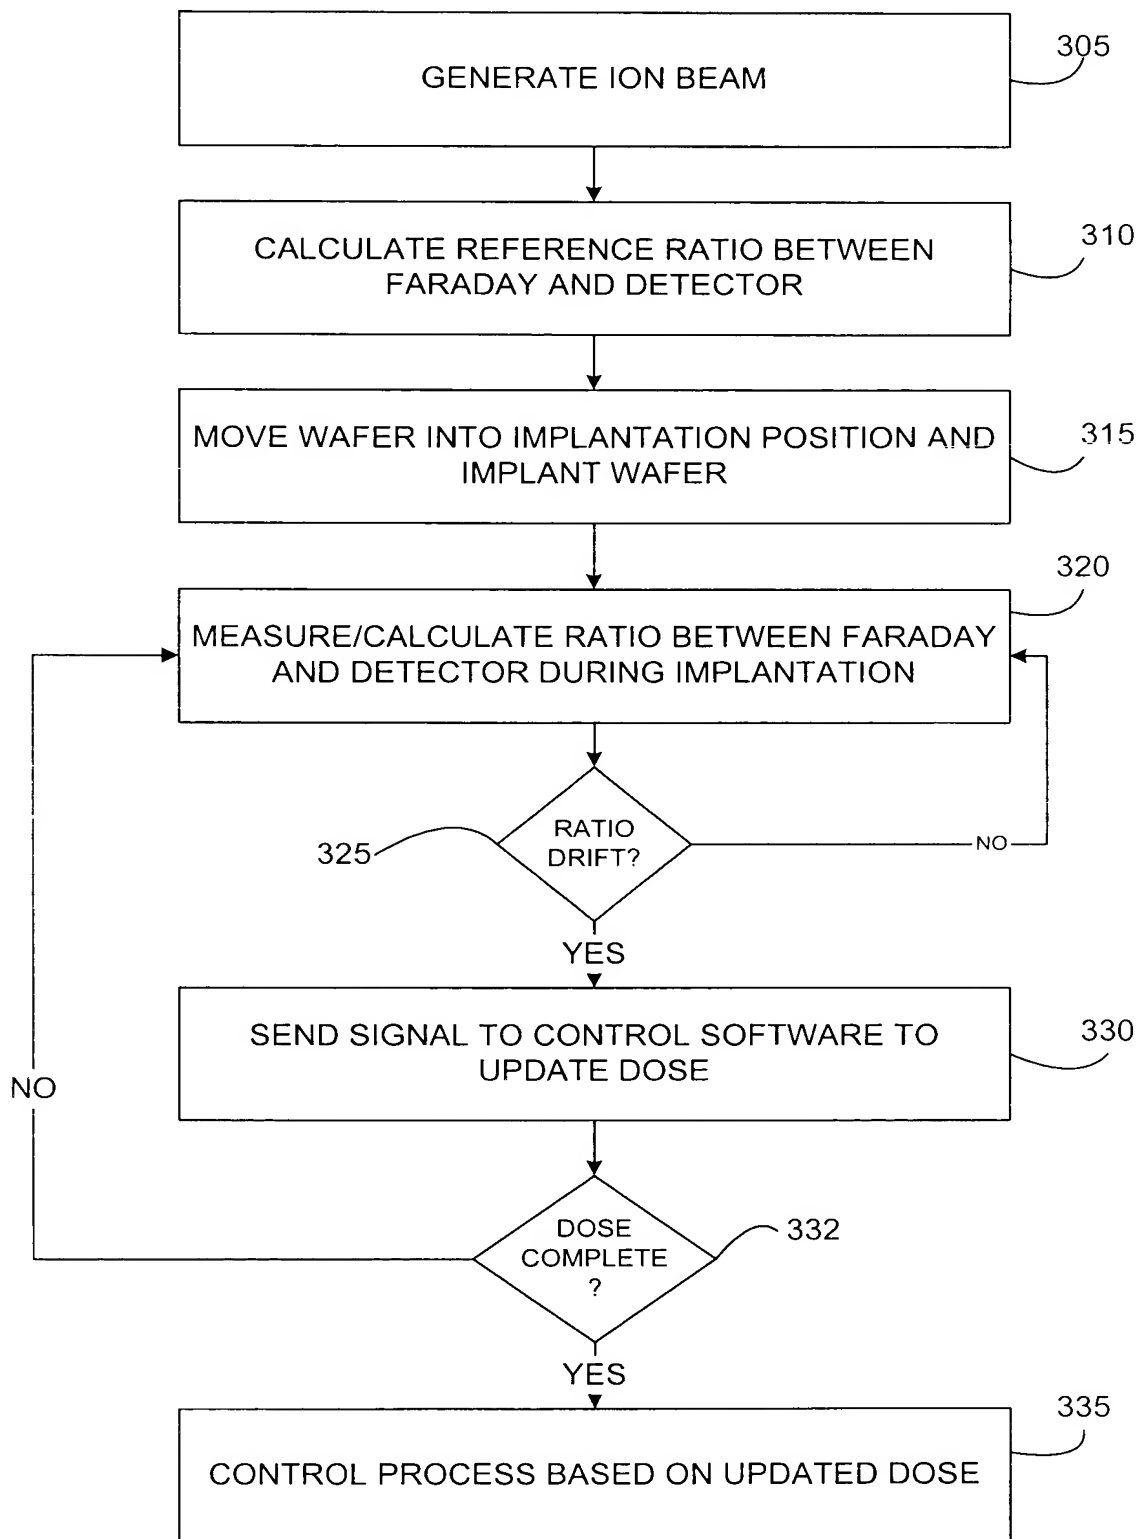 305
GENERATE ION BEAM
310
CALCULATE REFERENCE RATIO BETWEEN
FARADAY AND DETECTOR
315
MOVE WAFER INTO IMPLANTATION POSITION AND
IMPLANT WAFER
320
MEASURE/CALCULATE RATIO BETWEEN FARADAY
AND DETECTOR DURING IMPLANTATION
325
RATIO
DRIFT?
NO
YES
330
SEND SIGNAL TO CONTROL SOFTWARE TO
UPDATE DOSE
NO
332
DOSE
COMPLETE
?
YES
335
CONTROL PROCESS BASED ON UPDATED DOSE